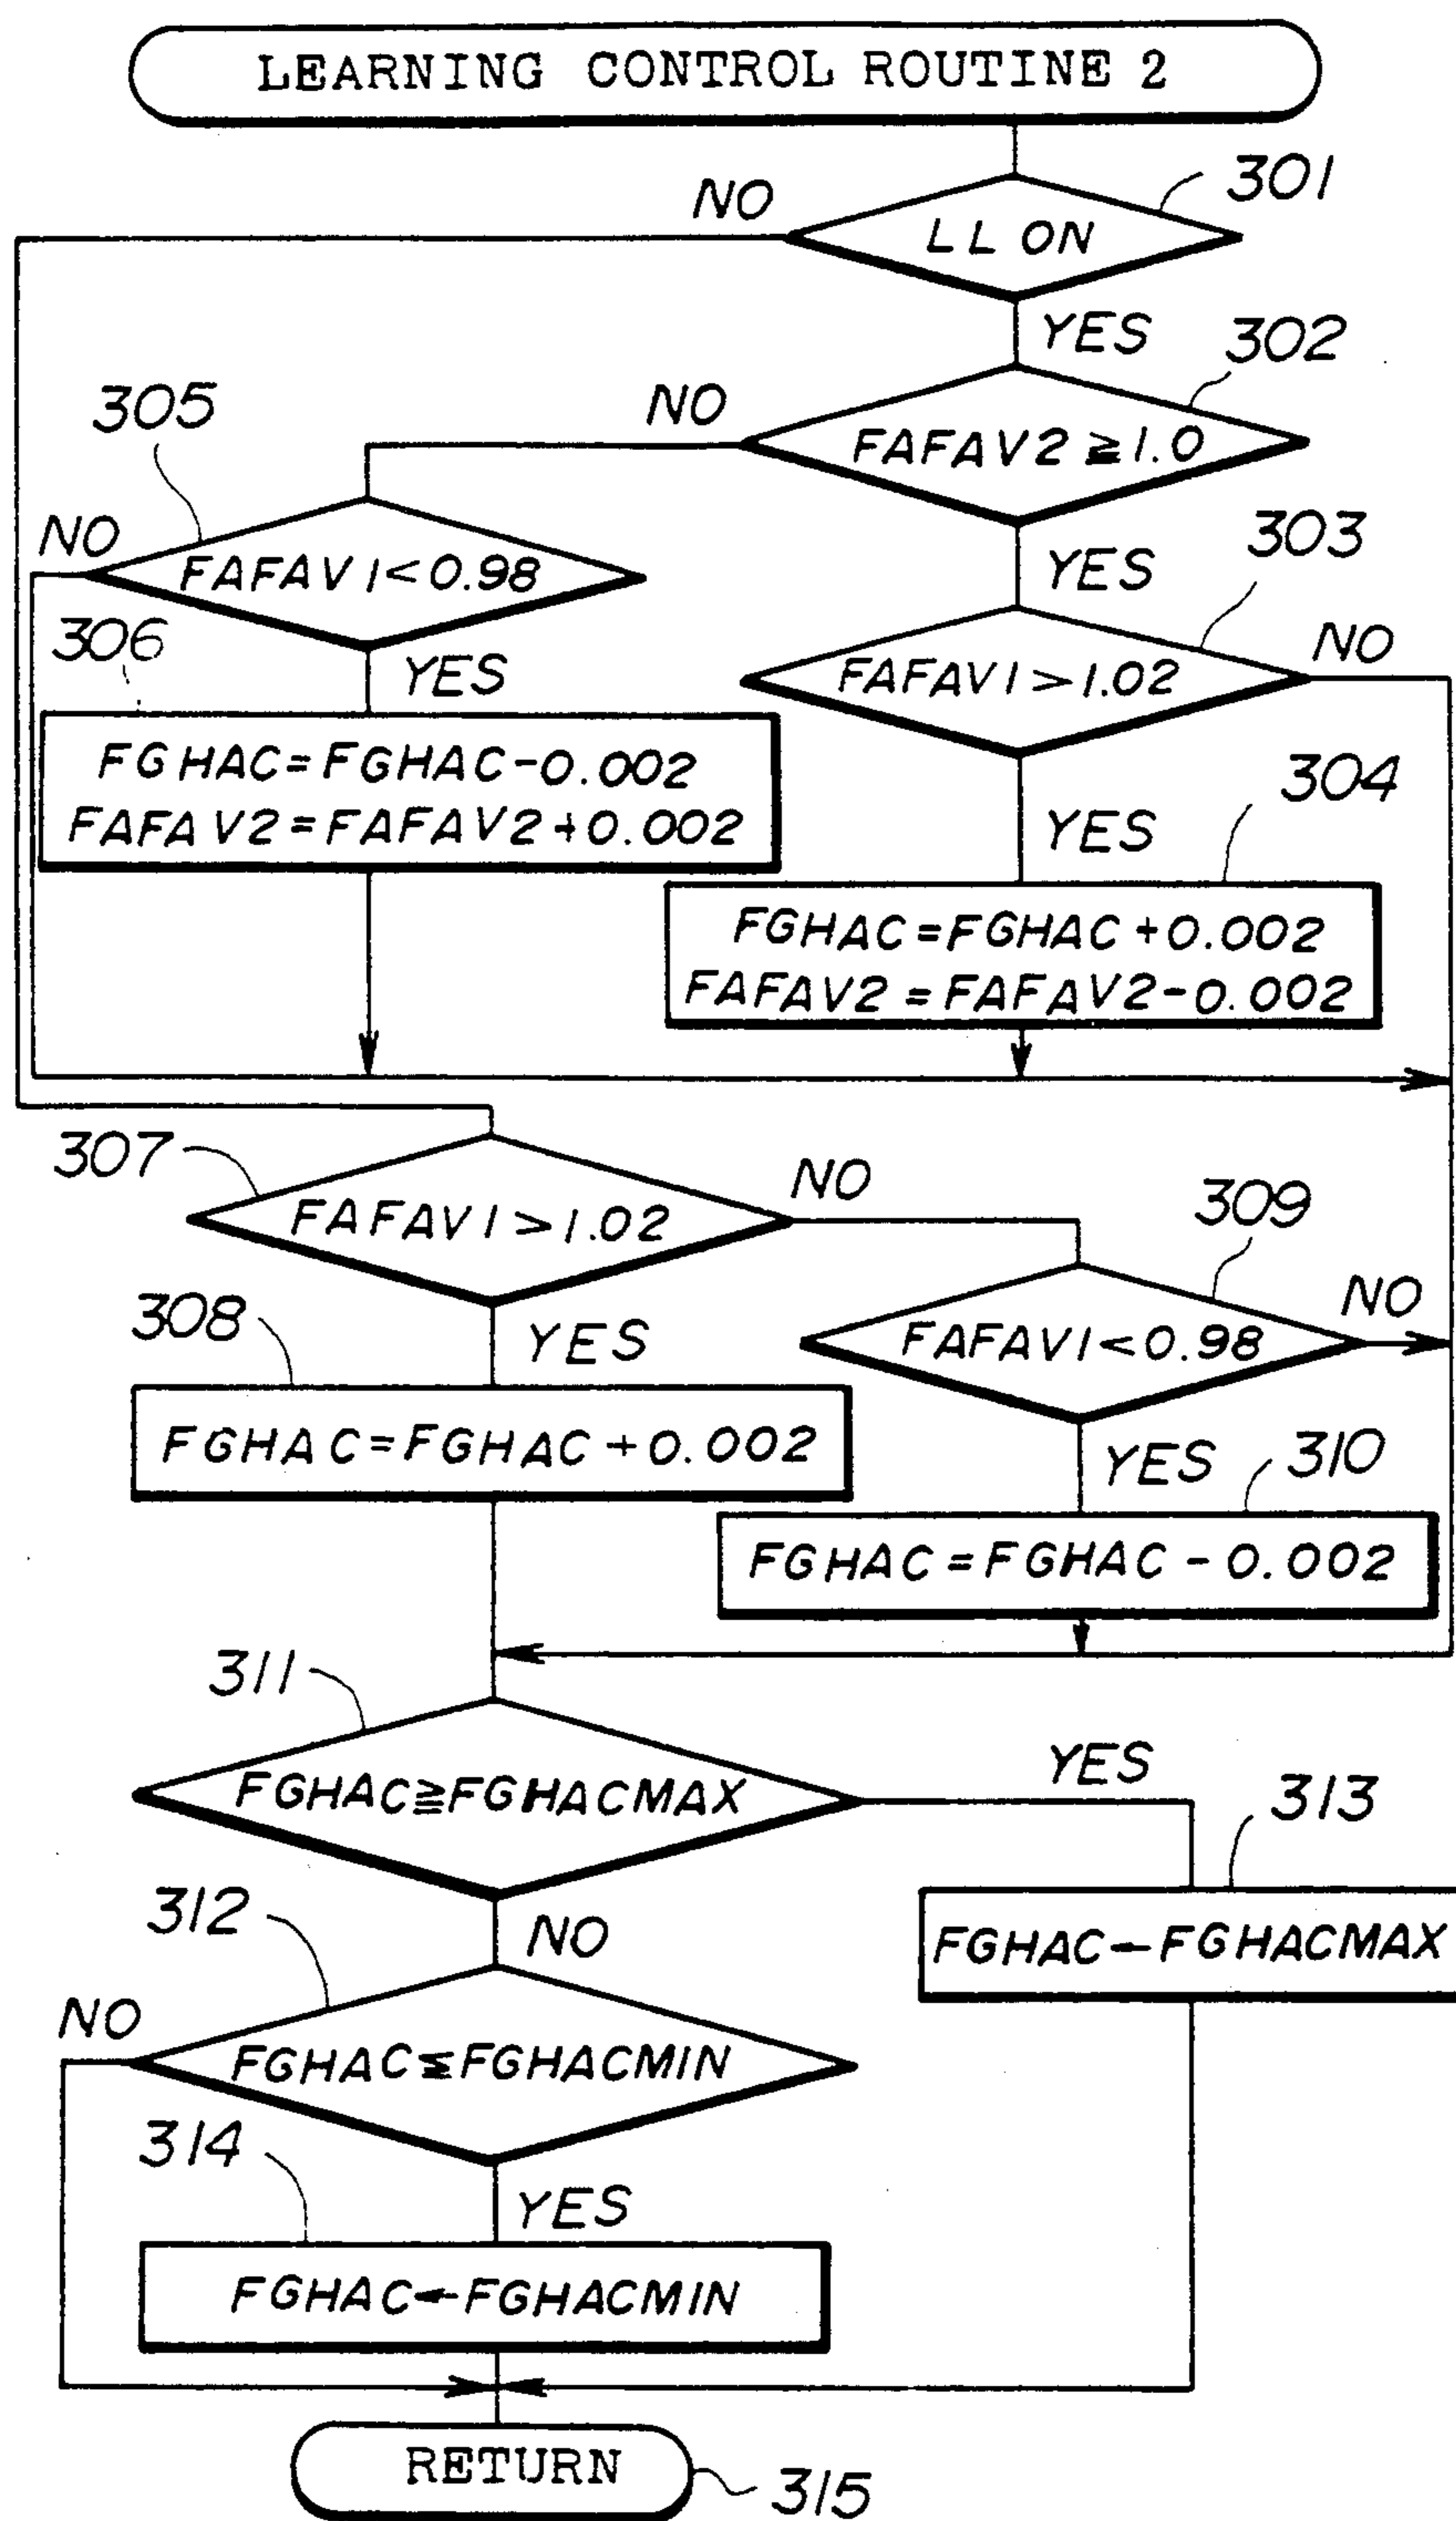 LEARNING CONTROL ROUTINE 2
301
NO
LL ON
YES
302
NO
FAFAV2 ≧ 1.0
305
303
NO
FAFAV1 < 0.98
YES
NO
306
YES
FAFAV1 > 1.02
FGHAC = FGHAC - 0.002
FAFAV2 = FAFAV2 + 0.002
304
YES
FGHAC = FGHAC + 0.002
FAFAV2 = FAFAV2 - 0.002
307
NO
309
FAFAV1 > 1.02
308
YES
NO
FAFAV1 < 0.98
FGHAC = FGHAC + 0.002
YES
310
FGHAC = FGHAC - 0.002
311
YES
FGHAC ≧ FGHACMAX
313
312
NO
FGHAC ← FGHACMAX
NO
FGHAC ≦ FGHACMIN
314
YES
FGHAC ← FGHACMIN
RETURN
315